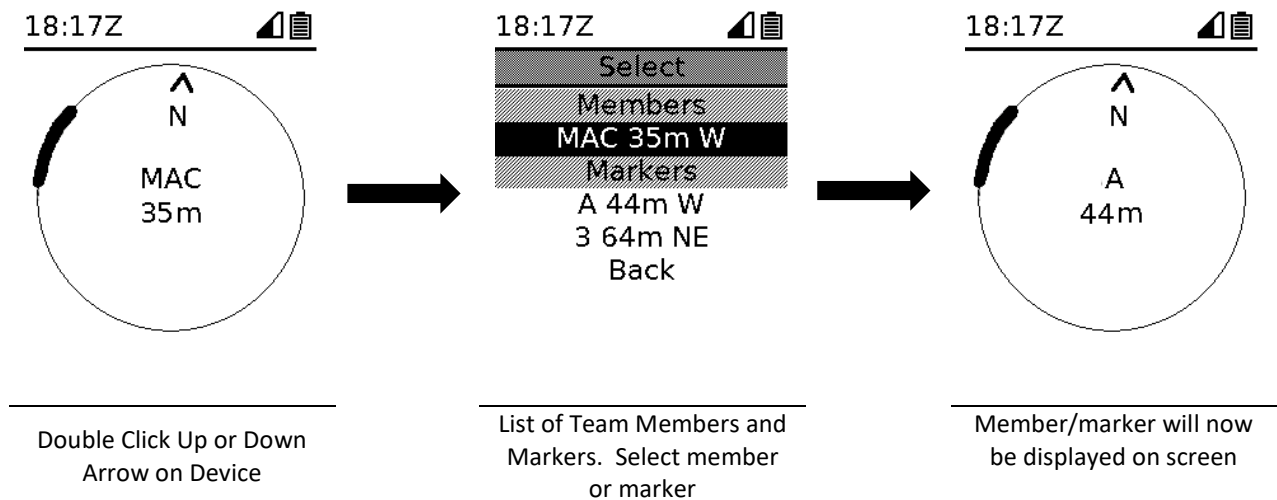 18:17Z
N
MAC
35m
Double Click Up or Down
Arrow on Device
18:17Z
Select
Members
MAC 35m W
Markers
A 44m W
3 64m NE
Back
List of Team Members and
Markers.  Select member
or marker
18:17Z
N
A
44m
Member/marker will now
be displayed on screen